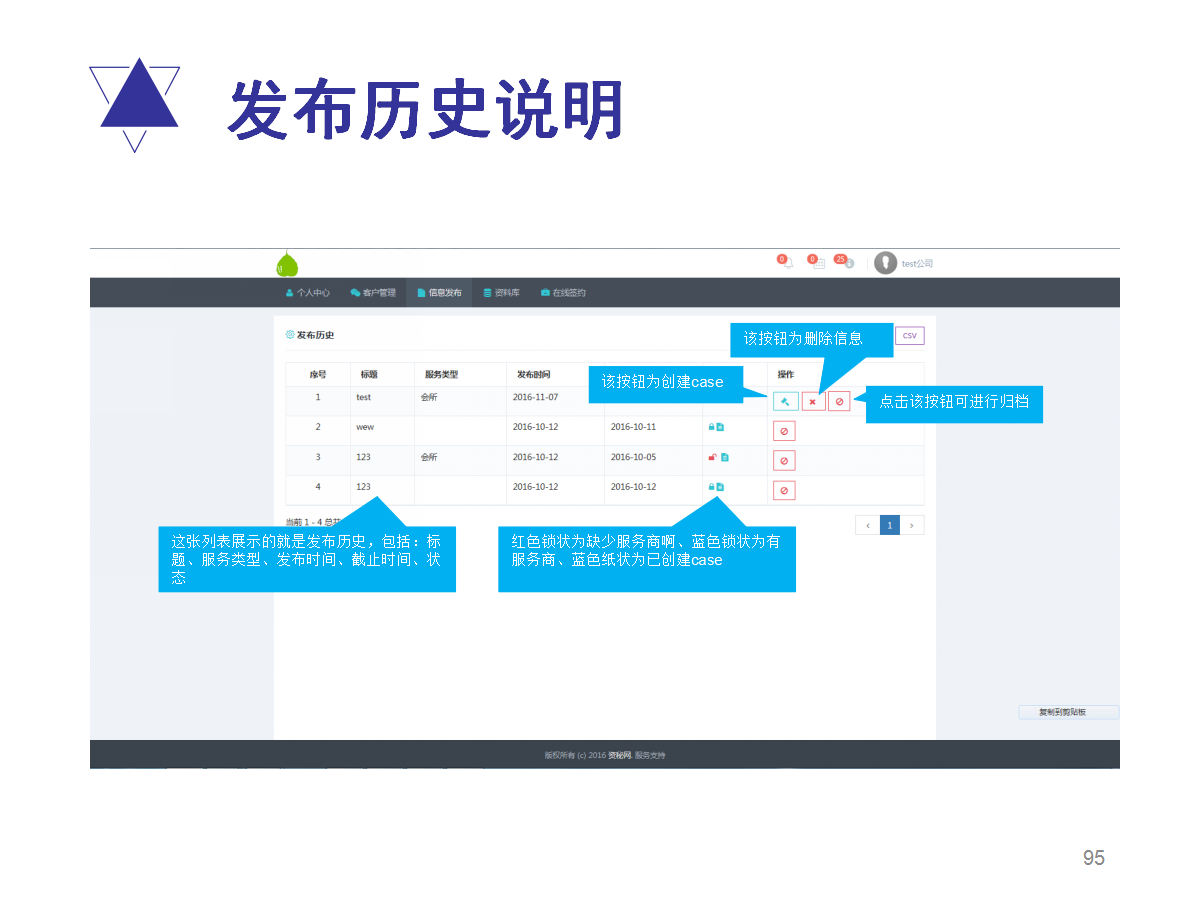 发布历史说明
0
0
25
test公司
个人中心 客户管理 信息发布 资料库 在线签约
发布历史
该按钮为删除信息
CSV
序号 标题 服务类型 发布时间 操作
该按钮为创建case
1 test 会所 2016-11-07
点击该按钮可进行归档
2 wew 2016-10-12 2016-10-11
3 123 会所 2016-10-12 2016-10-05
4 123 2016-10-12 2016-10-12
当前 1 - 4 总共
‹ 1 ›
这张列表展示的就是发布历史，包括：标
题、服务类型、发布时间、截止时间、状
态
红色锁状为缺少服务商啊、蓝色锁状为有
服务商、蓝色纸状为已创建case
复制到剪贴板
版权所有 (c) 2016 资秘网. 服务支持
95